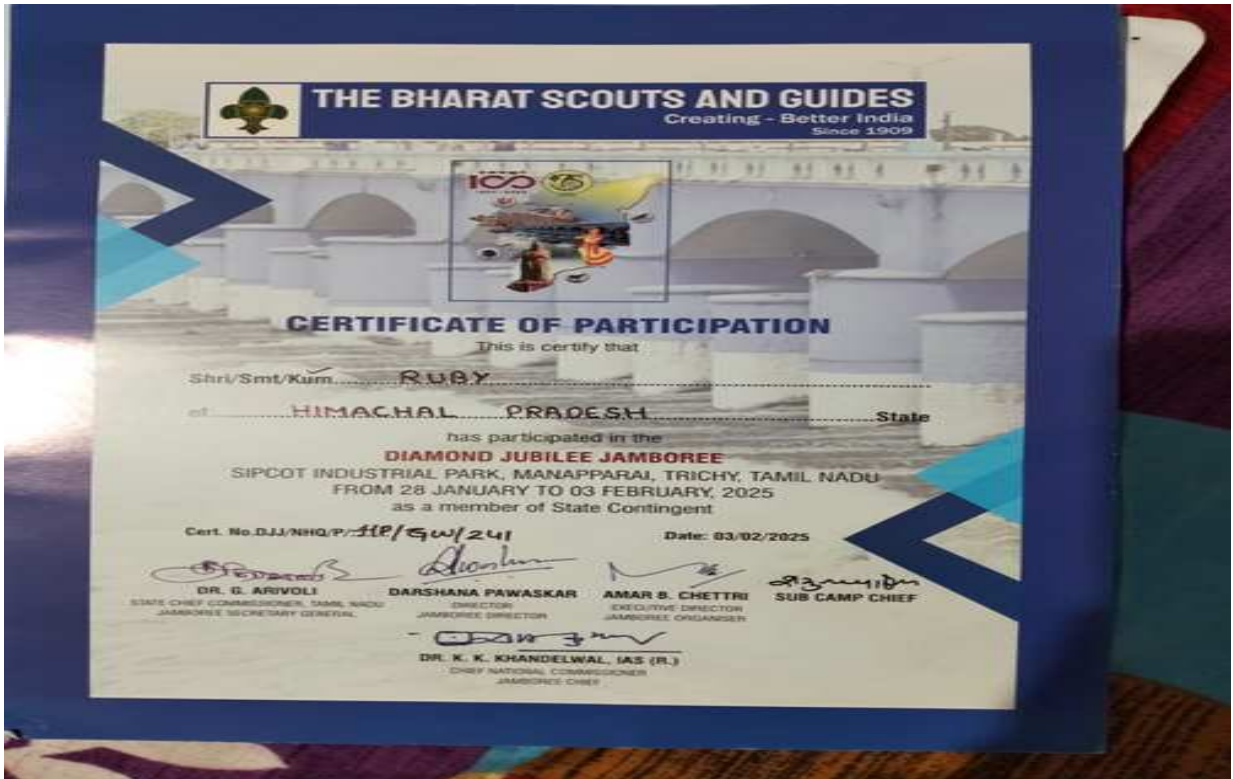 THE BHARAT SCOUTS AND GUIDES
Creating - Better India
Since 1909
100
75
CERTIFICATE OF PARTICIPATION
This is certify that
Shri/Smt/Kum RUBY
of HIMACHAL PRADESH State
has participated in the
DIAMOND JUBILEE JAMBOREE
SIPCOT INDUSTRIAL PARK, MANAPPARAI, TRICHY, TAMIL NADU
FROM 28 JANUARY TO 03 FEBRUARY, 2025
as a member of State Contingent
Cert. No.DJJ/NHQ/P/HP/GW/241 Date: 03/02/2025
DR. G. ARIVOLI DARSHANA PAWASKAR AMAR B. CHETTRI SUB CAMP CHIEF
STATE CHIEF COMMISSIONER, TAMIL NADU DIRECTOR EXECUTIVE DIRECTOR
JAMBOREE SECRETARY GENERAL JAMBOREE DIRECTOR JAMBOREE ORGANISER
DR. K. K. KHANDELWAL, IAS (R.)
CHIEF NATIONAL COMMISSIONER
JAMBOREE CHIEF